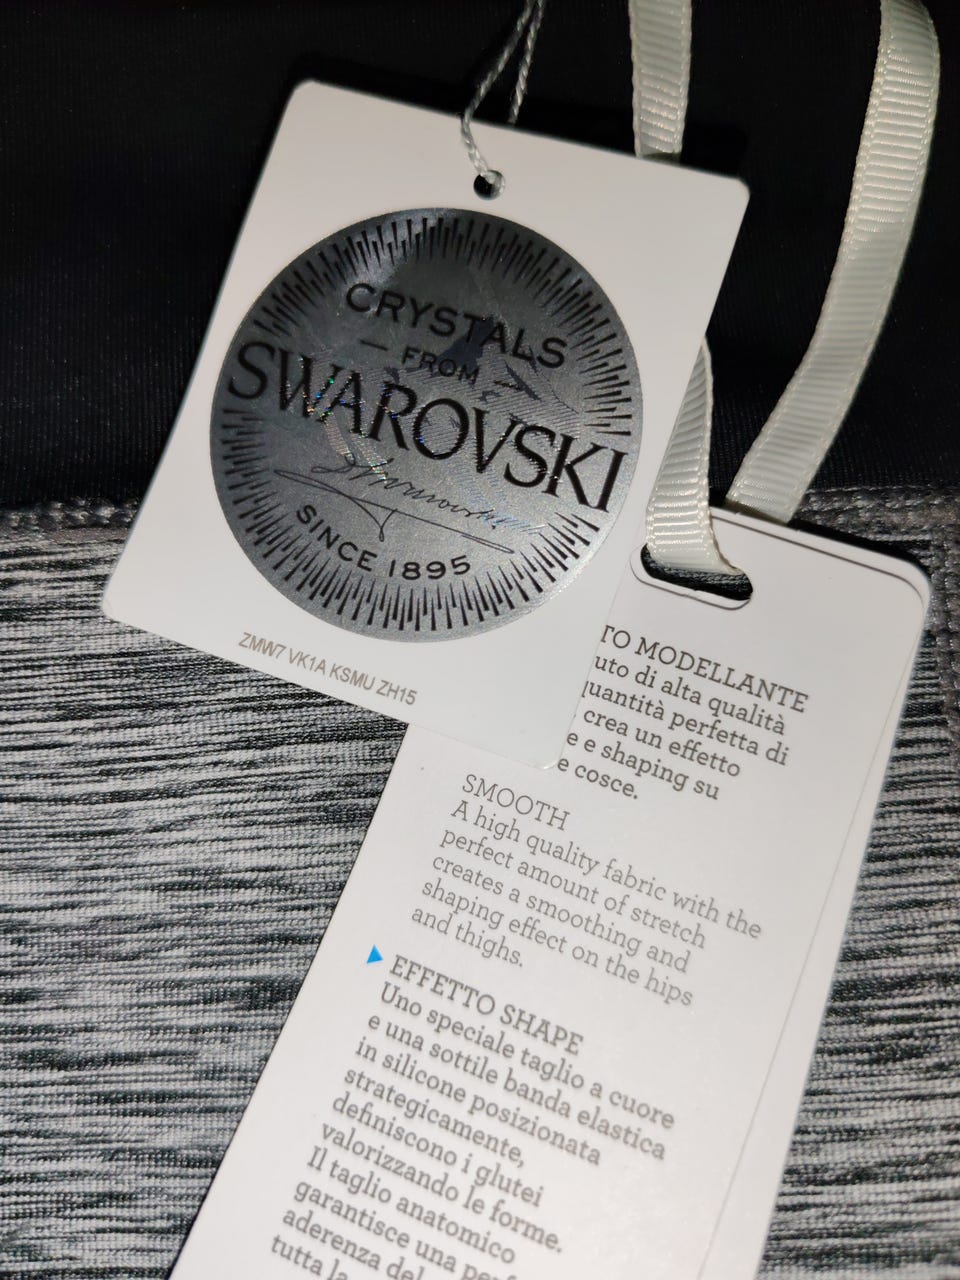 CRYSTALS
— FROM —
SWAROVSKI
SINCE 1895
ZMW7 VK1A KSMU ZH15
TO MODELLANTE
uto di alta qualità
quantità perfetta di
crea un effetto
e e shaping su
e cosce.
SMOOTH
A high quality fabric with the
perfect amount of stretch
creates a smoothing and
shaping effect on the hips
and thighs.
EFFETTO SHAPE
Uno speciale taglio a cuore
e una sottile banda elastica
in silicone posizionata
strategicamente,
definiscono i glutei
valorizzando le forme.
Il taglio anatomico
garantisce una perf
aderenza del
tutta la